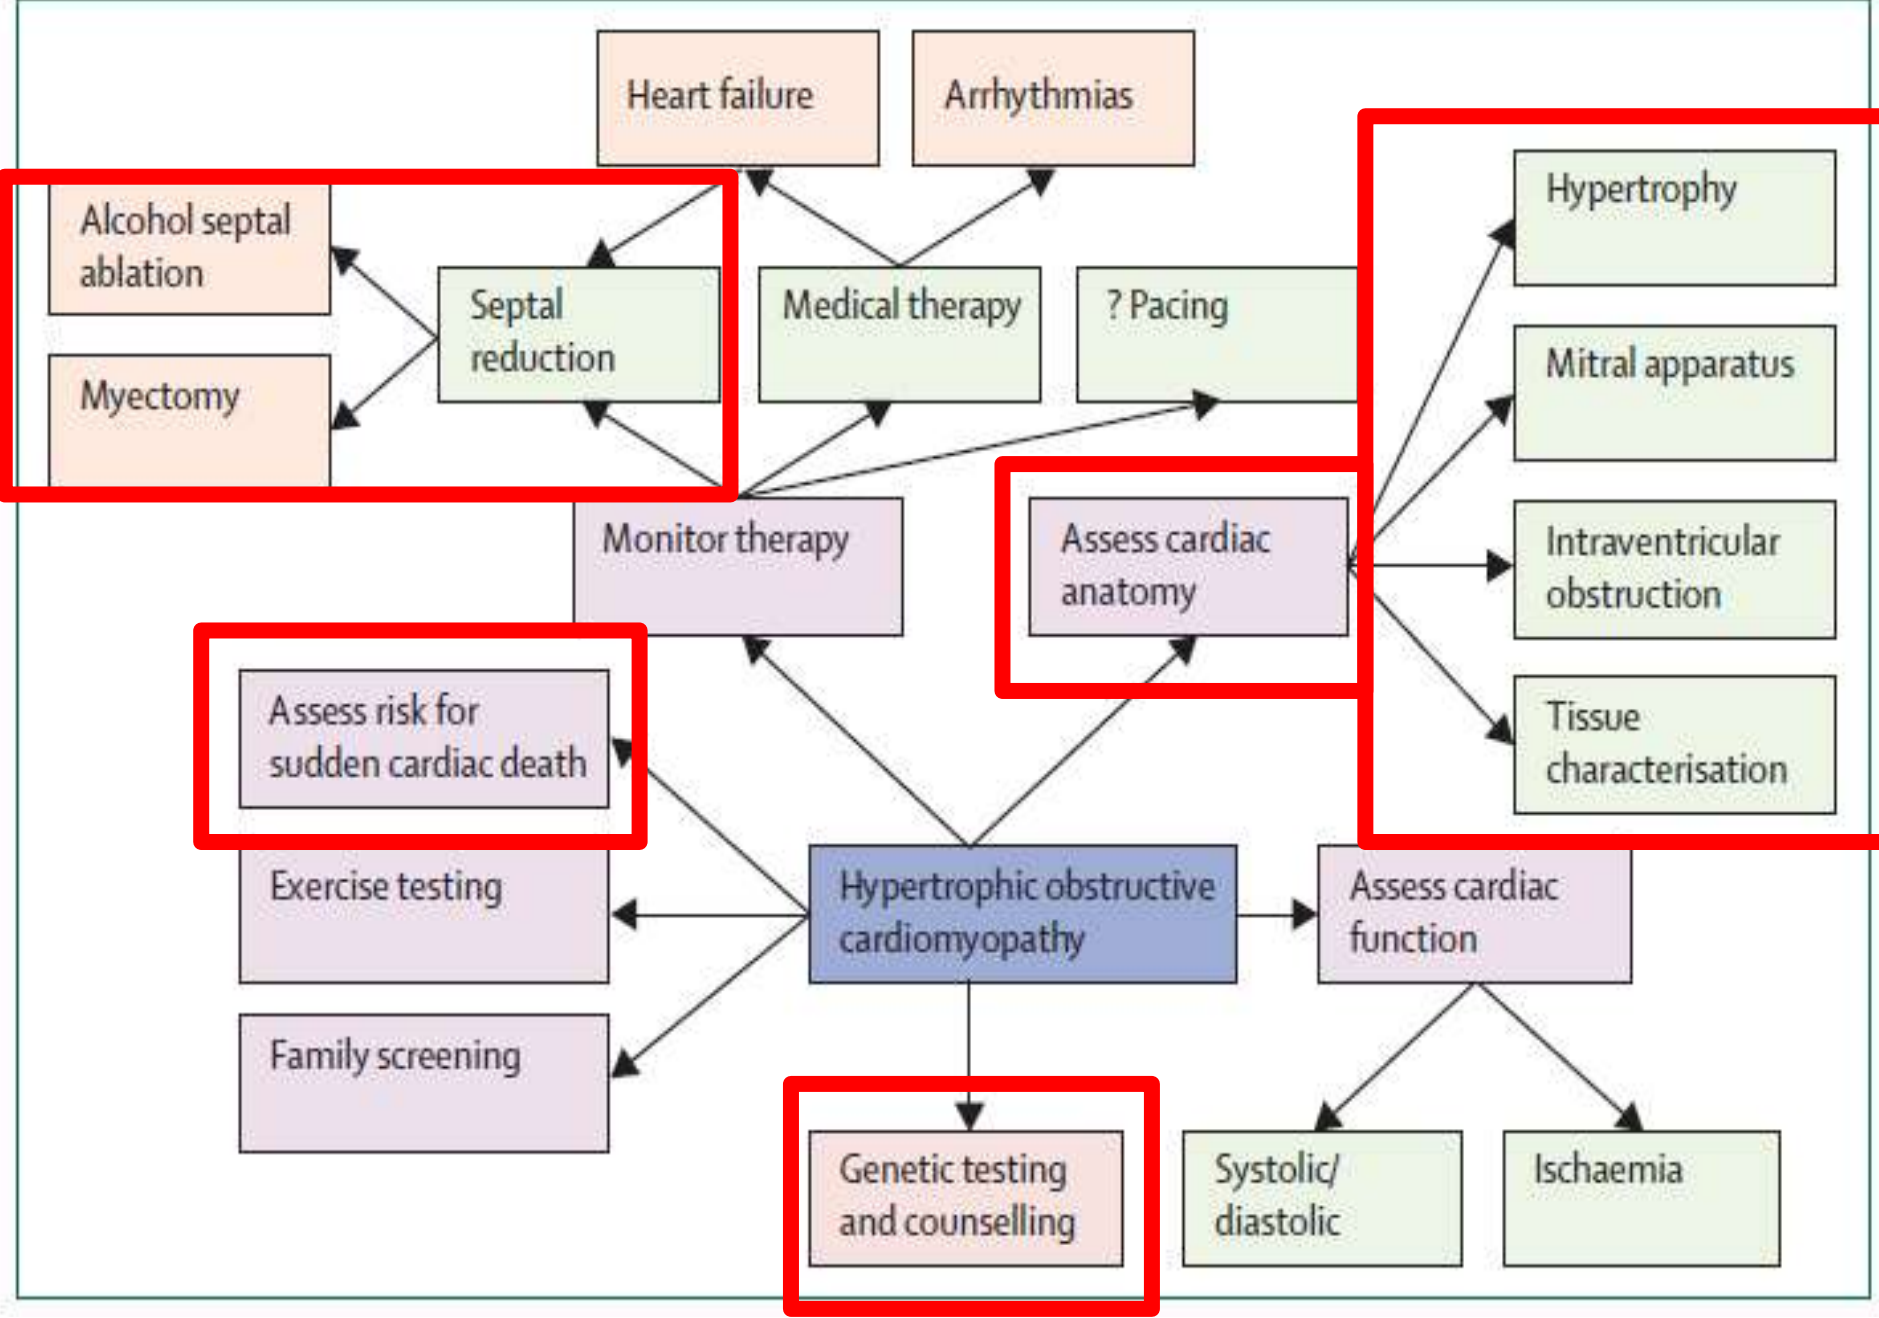 Heart failure
Arrhythmias
Alcohol septal
ablation
Septal
reduction
Medical therapy
? Pacing
Hypertrophy
Myectomy
Mitral apparatus
Monitor therapy
Assess cardiac
anatomy
Intraventricular
obstruction
Assess risk for
sudden cardiac death
Tissue
characterisation
Exercise testing
Hypertrophic obstructive
cardiomyopathy
Assess cardiac
function
Family screening
Genetic testing
and counselling
Systolic/
diastolic
Ischaemia